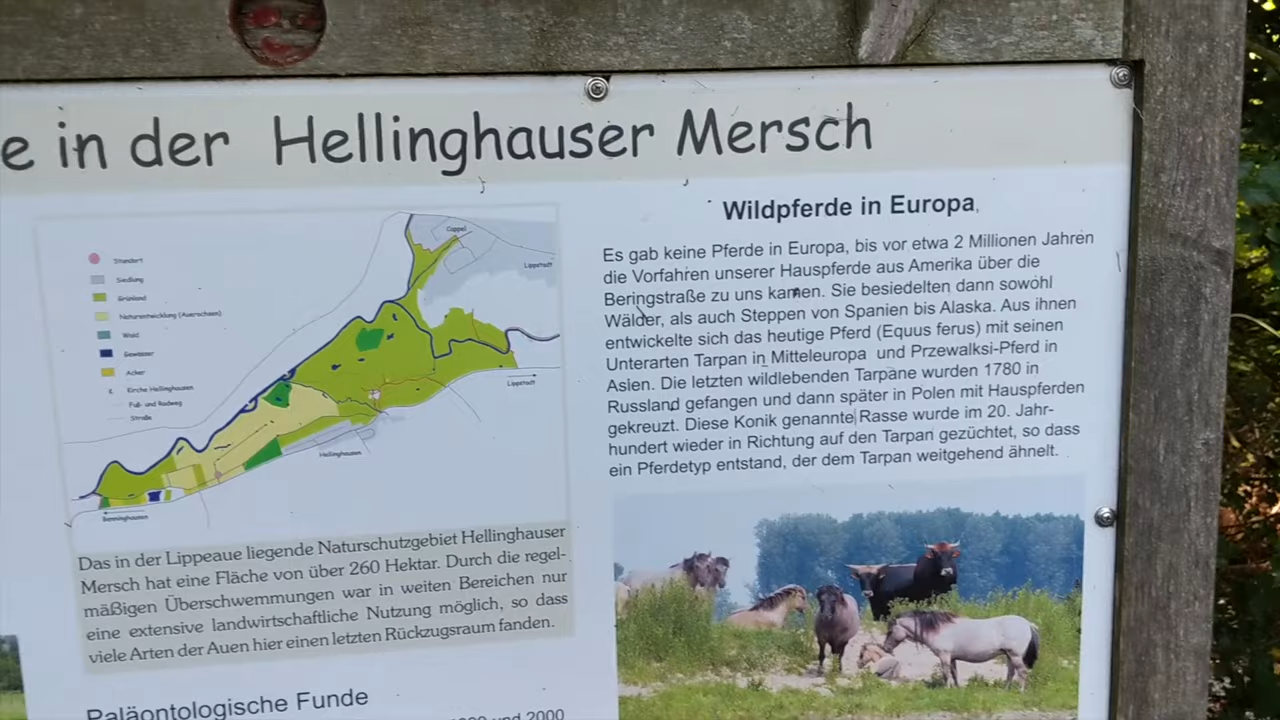 e in der Hellinghauser Mersch
Cappel
Lippstadt
Standort
Siedlung
Grünland
Naturentwicklung (Auerochsen)
Wald
Gewässer
Acker
Kirche Hellinghausen
Fuß- und Radweg
Straße
Lippstadt
Hellinghausen
Benninghausen
Das in der Lippeaue liegende Naturschutzgebiet Hellinghauser
Mersch hat eine Fläche von über 260 Hektar. Durch die regel-
mäßigen Überschwemmungen war in weiten Bereichen nur
eine extensive landwirtschaftliche Nutzung möglich, so dass
viele Arten der Auen hier einen letzten Rückzugsraum fanden.
Paläontologische Funde
und 2000
Wildpferde in Europa
Es gab keine Pferde in Europa, bis vor etwa 2 Millionen Jahren
die Vorfahren unserer Hauspferde aus Amerika über die
Beringstraße zu uns kamen. Sie besiedelten dann sowohl
Wälder, als auch Steppen von Spanien bis Alaska. Aus ihnen
entwickelte sich das heutige Pferd (Equus ferus) mit seinen
Unterarten Tarpan in Mitteleuropa und Przewalksi-Pferd in
Asien. Die letzten wildlebenden Tarpane wurden 1780 in
Russland gefangen und dann später in Polen mit Hauspferden
gekreuzt. Diese Konik genannte Rasse wurde im 20. Jahr-
hundert wieder in Richtung auf den Tarpan gezüchtet, so dass
ein Pferdetyp entstand, der dem Tarpan weitgehend ähnelt.